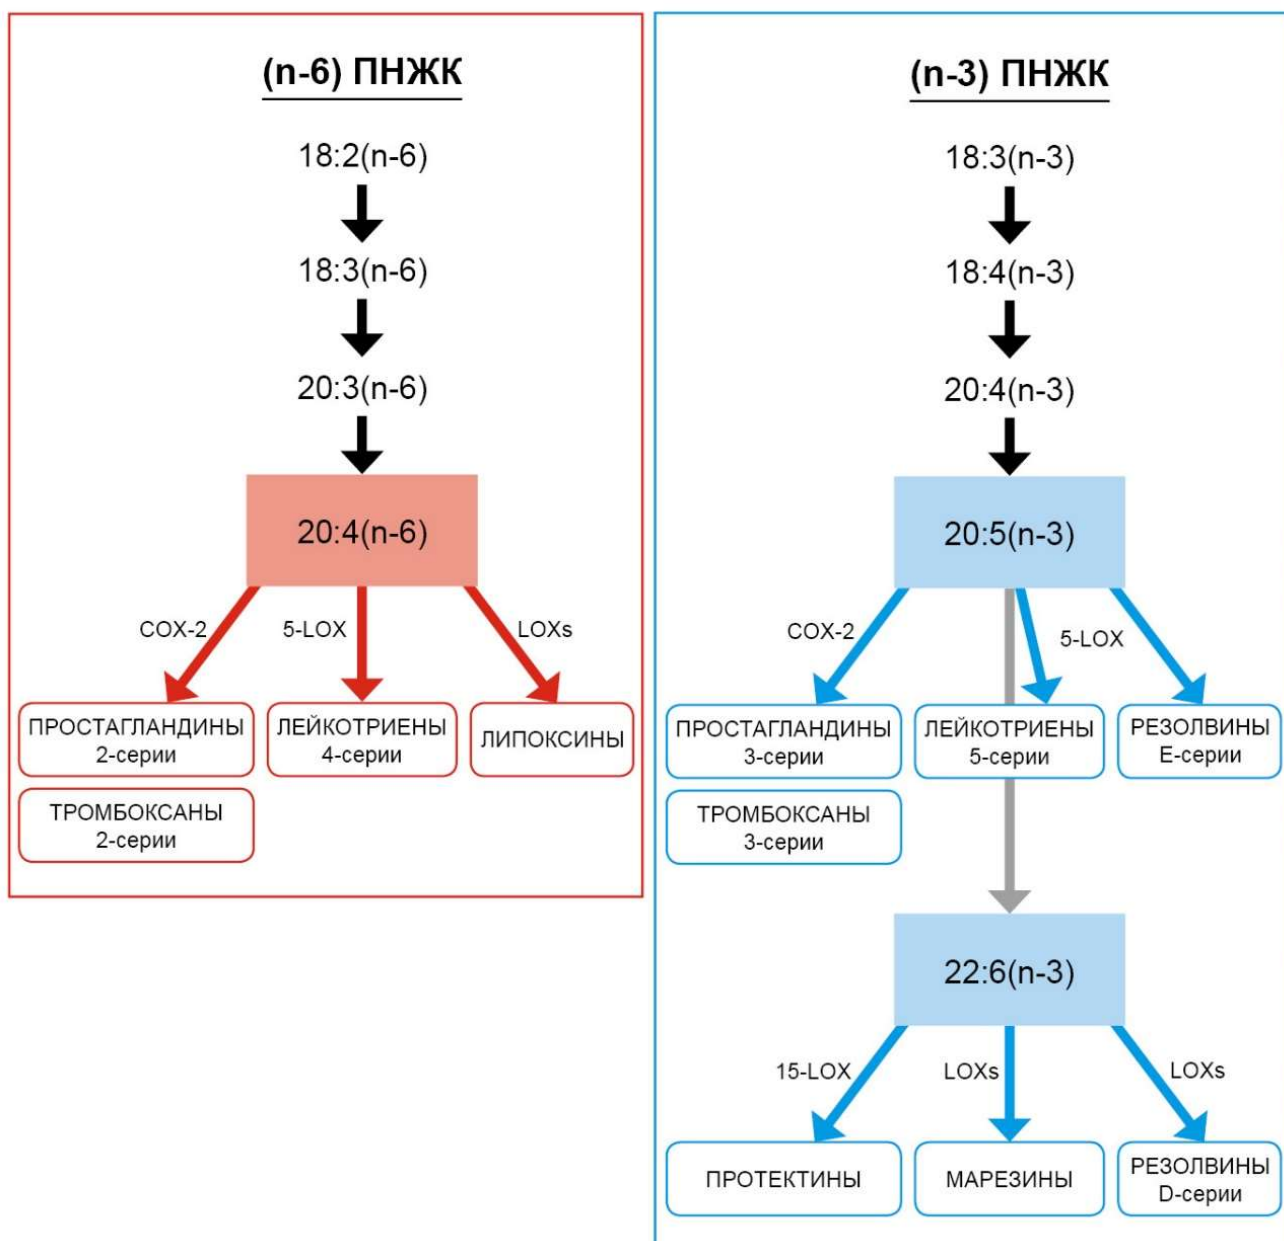 (n-6) ПНЖК
18:2(n-6)
18:3(n-6)
20:3(n-6)
20:4(n-6)
COX-2
5-LOX
LOXs
ПРОСТАГЛАНДИНЫ
2-серии
ЛЕЙКОТРИЕНЫ
4-серии
ЛИПОКСИНЫ
ТРОМБОКСАНЫ
2-серии
(n-3) ПНЖК
18:3(n-3)
18:4(n-3)
20:4(n-3)
20:5(n-3)
COX-2
5-LOX
ПРОСТАГЛАНДИНЫ
3-серии
ЛЕЙКОТРИЕНЫ
5-серии
РЕЗОЛВИНЫ
E-серии
ТРОМБОКСАНЫ
3-серии
22:6(n-3)
15-LOX
LOXs
LOXs
ПРОТЕКТИНЫ
МАРЕЗИНЫ
РЕЗОЛВИНЫ
D-серии